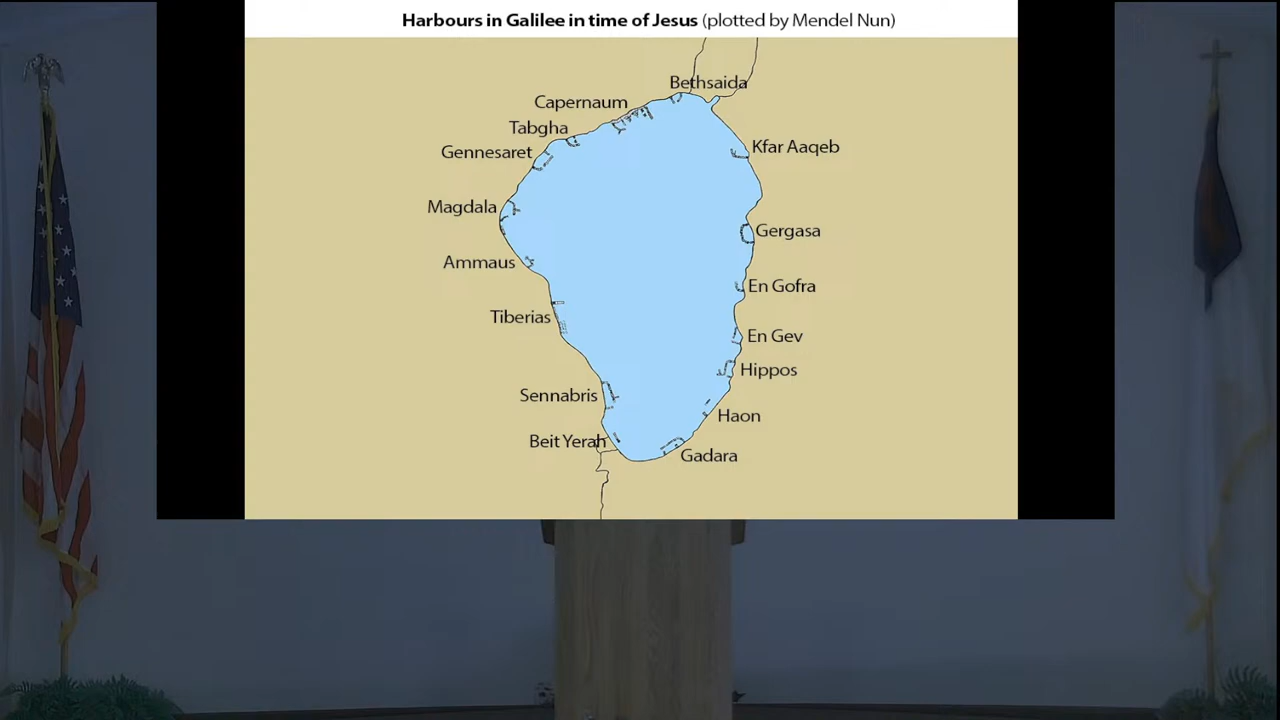 Harbours in Galilee in time of Jesus (plotted by Mendel Nun)
Bethsaida
Capernaum
Tabgha
Kfar Aaqeb
Gennesaret
Magdala
Gergasa
Ammaus
En Gofra
Tiberias
En Gev
Hippos
Sennabris
Haon
Beit Yerah
Gadara